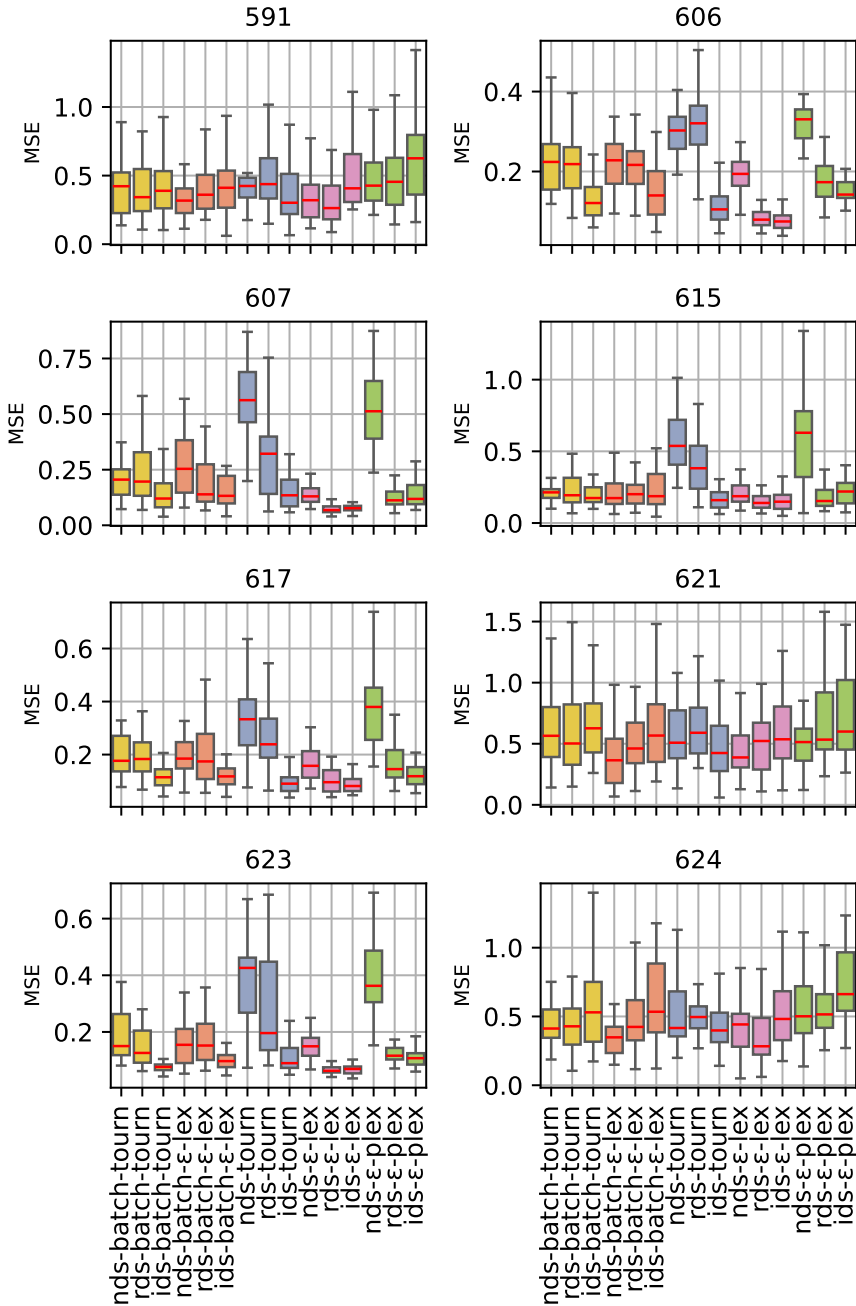 591
606
MSE
1.0
0.5
0.0
MSE
0.4
0.2
607
615
MSE
0.75
0.50
0.25
0.00
MSE
1.0
0.5
0.0
617
621
MSE
0.6
0.4
0.2
MSE
1.5
1.0
0.5
0.0
623
624
MSE
0.6
0.4
0.2
MSE
1.0
0.5
0.0
nds-batch-tourn
rds-batch-tourn
ids-batch-tourn
nds-batch-ε-lex
rds-batch-ε-lex
ids-batch-ε-lex
nds-tourn
rds-tourn
ids-tourn
nds-ε-lex
rds-ε-lex
ids-ε-lex
nds-ε-plex
rds-ε-plex
ids-ε-plex
nds-batch-tourn
rds-batch-tourn
ids-batch-tourn
nds-batch-ε-lex
rds-batch-ε-lex
ids-batch-ε-lex
nds-tourn
rds-tourn
ids-tourn
nds-ε-lex
rds-ε-lex
ids-ε-lex
nds-ε-plex
rds-ε-plex
ids-ε-plex